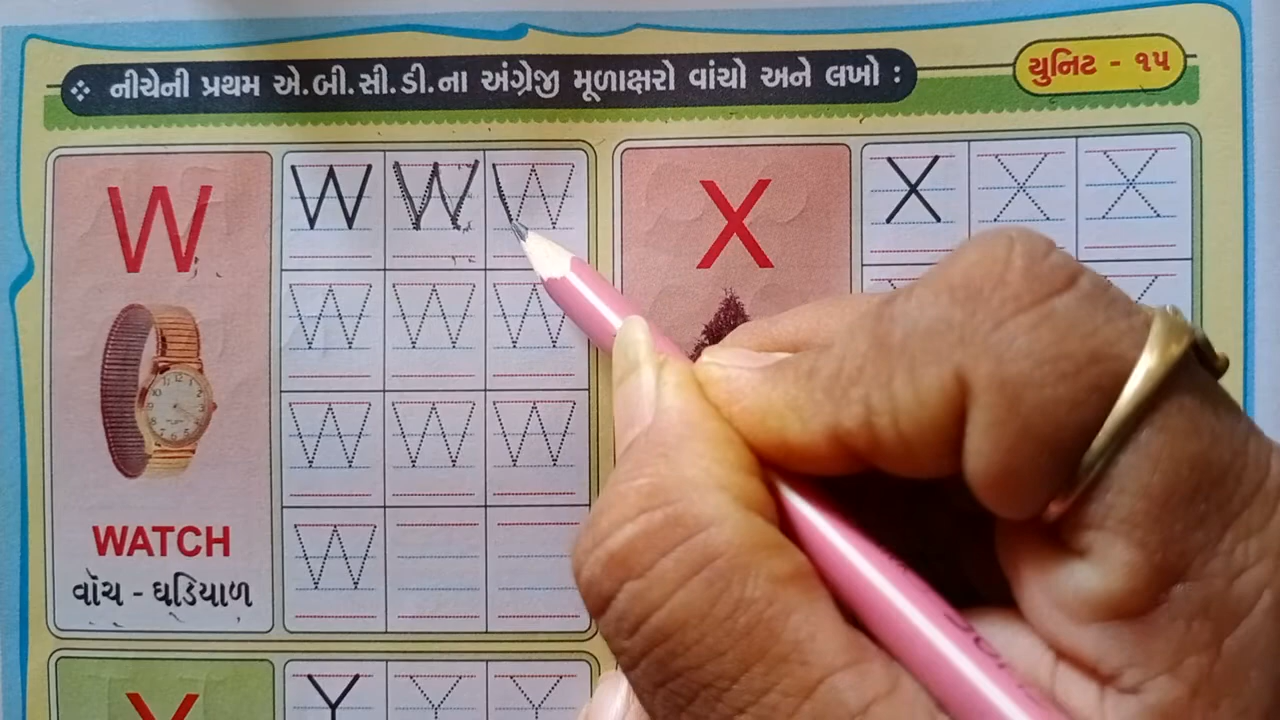 ❖ નીચેની પ્રથમ એ.બી.સી.ડી.ના અંગ્રેજી મૂળાક્ષરો વાંચો અને લખો :
યુનિટ - ૧૫
W
W W W
W W W
W W W
W
WATCH
વૉચ - ઘડિયાળ
X
X X X
Y
Y Y Y